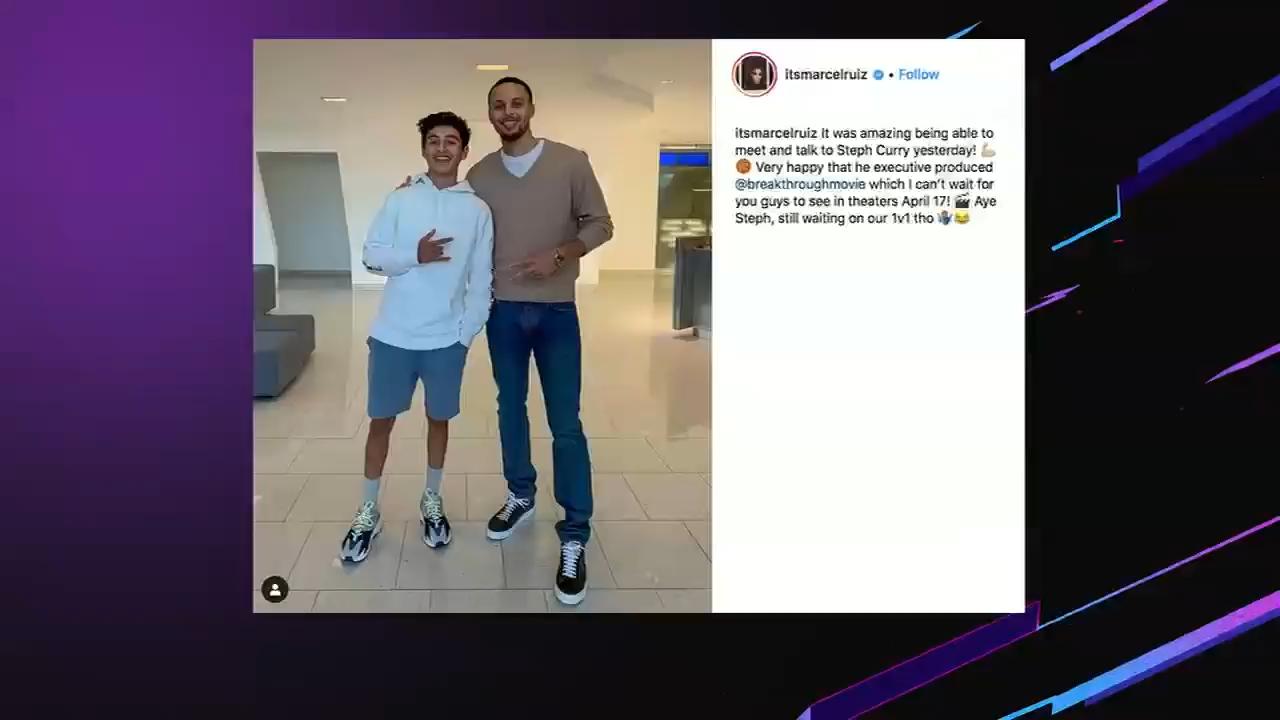 itsmarcelruiz • Follow
itsmarcelruiz It was amazing being able to
meet and talk to Steph Curry yesterday! 💪🏼
🏀 Very happy that he executive produced
@breakthroughmovie which I can't wait for
you guys to see in theaters April 17! 🎬 Aye
Steph, still waiting on our 1v1 tho 🤷🏽‍♂️😂